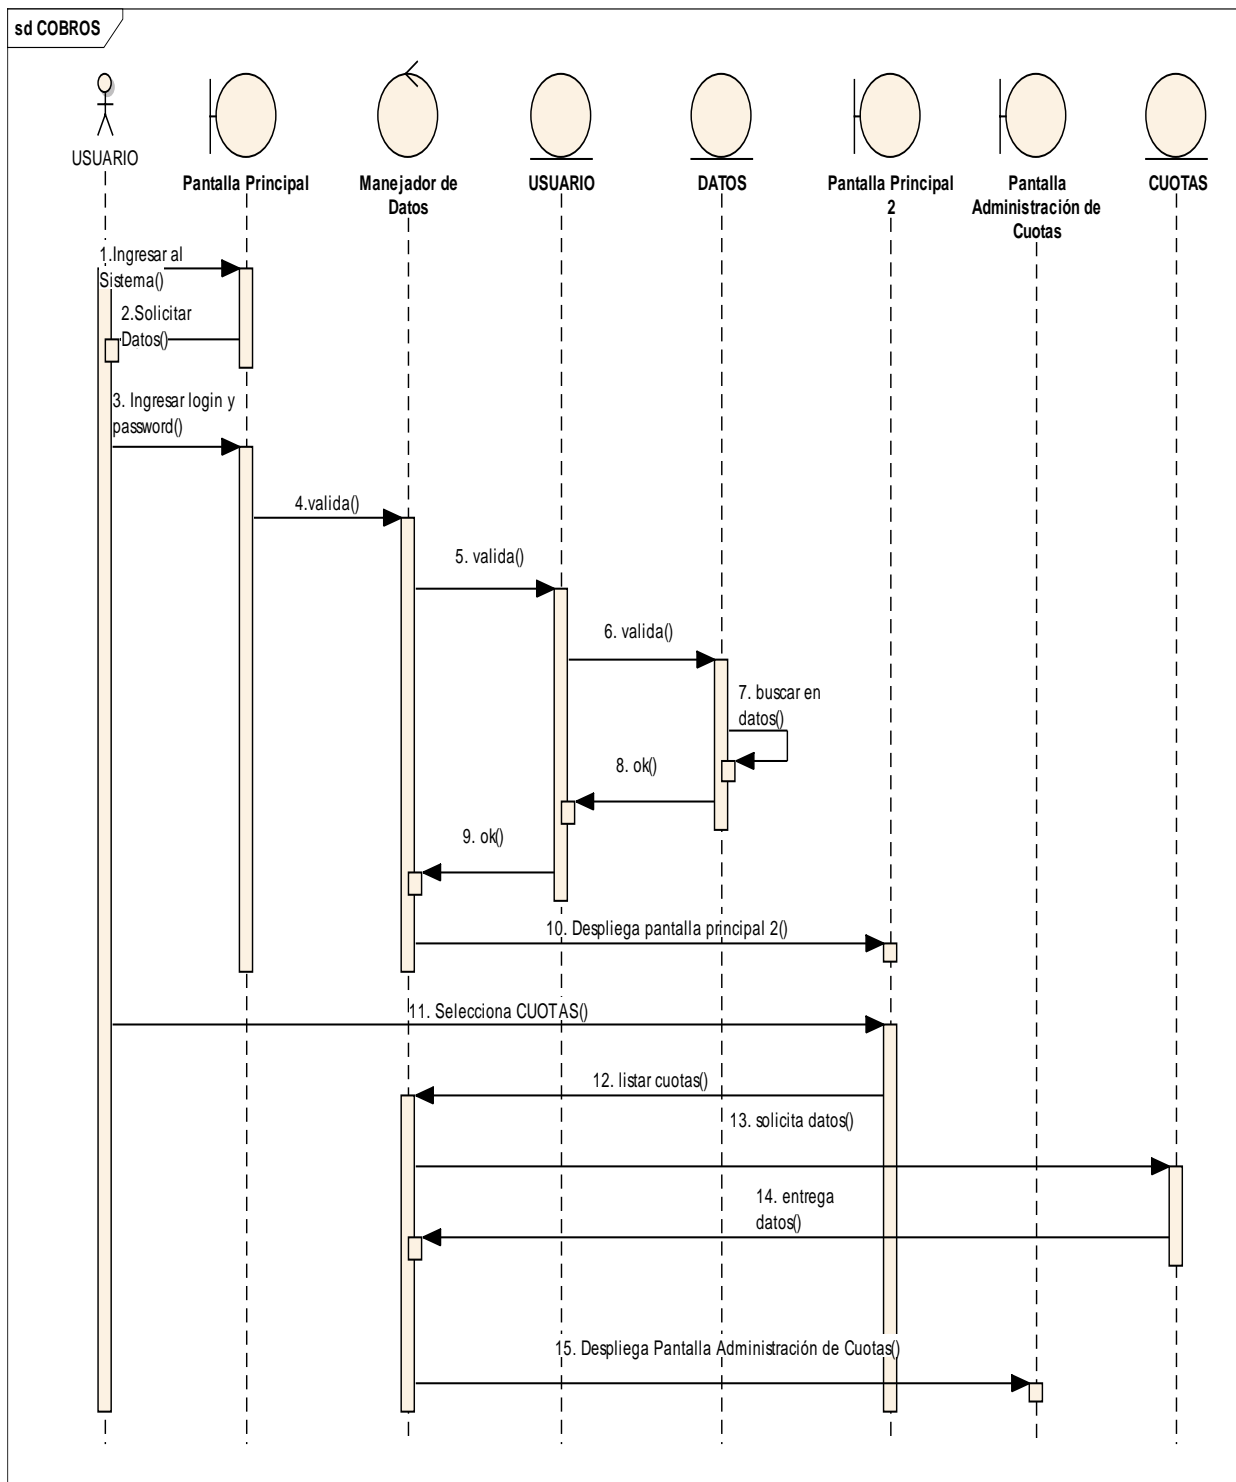 sd COBROS
USUARIO
Pantalla Principal
Manejador de
Datos
USUARIO
DATOS
Pantalla Principal
2
Pantalla
Administración de
Cuotas
CUOTAS
1.Ingresar al
Sistema()
2.Solicitar
Datos()
3. Ingresar login y
password()
4.valida()
5. valida()
6. valida()
7. buscar en
datos()
8. ok()
9. ok()
10. Despliega pantalla principal 2()
11. Selecciona CUOTAS()
12. listar cuotas()
13. solicita datos()
14. entrega
datos()
15. Despliega Pantalla Administración de Cuotas()